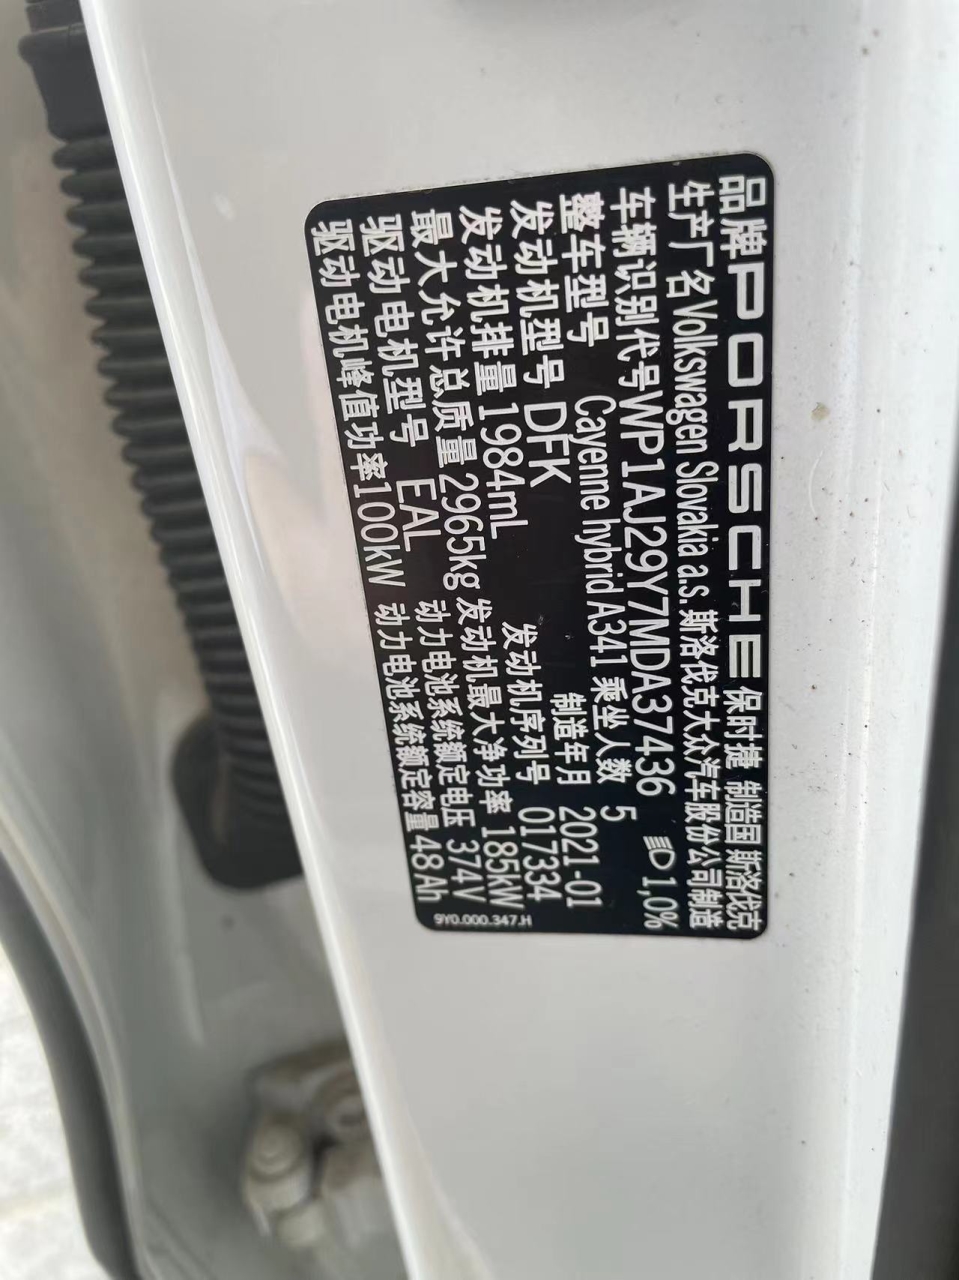 品牌 PORSCHE 保时捷 制造国 斯洛伐克
生产厂名 Volkswagen Slovakia a.s. 斯洛伐克大众汽车股份公司制造
车辆识别代号 WP1AJ29Y7MDA37436 1,0%
整车型号 Cayenne hybrid A341 乘坐人数 5
发动机型号 DFK 制造年月 2021-01
发动机排量 1984mL 发动机序列号 017334
最大允许总质量 2965kg 发动机最大净功率 185kW
驱动电机型号 EAL 动力电池系统额定电压 374V
驱动电机峰值功率 100kW 动力电池系统额定容量 48Ah
9Y0.000.347.H